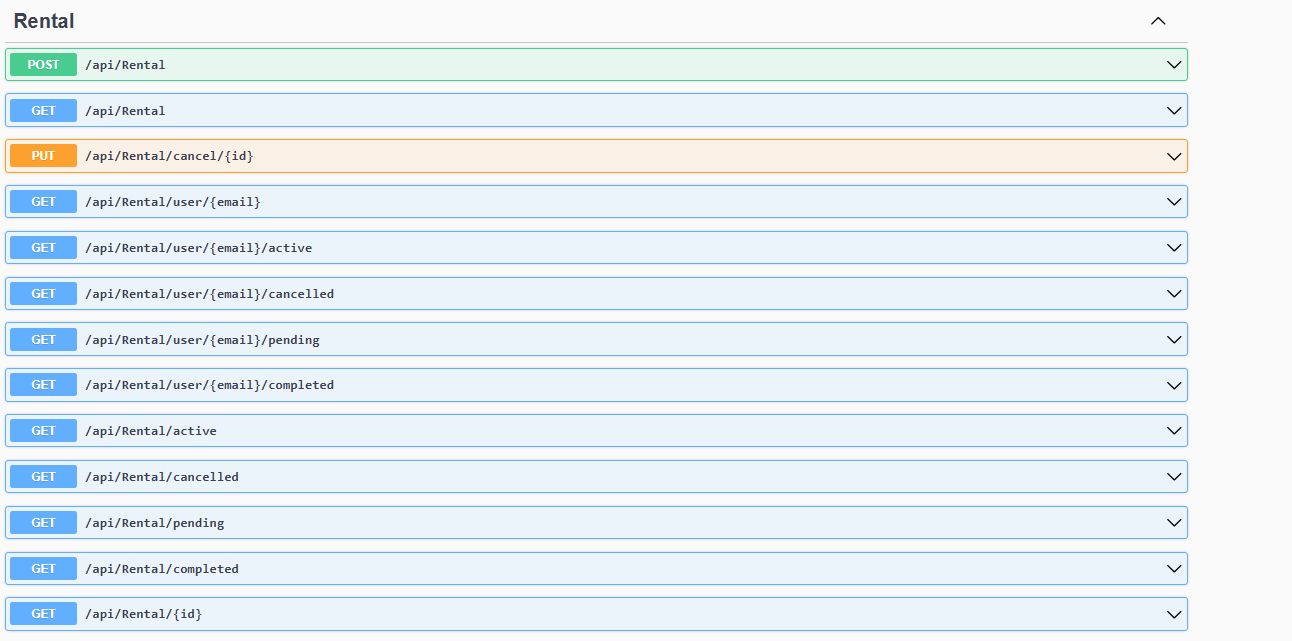 Rental
POST /api/Rental
GET /api/Rental
PUT /api/Rental/cancel/{id}
GET /api/Rental/user/{email}
GET /api/Rental/user/{email}/active
GET /api/Rental/user/{email}/cancelled
GET /api/Rental/user/{email}/pending
GET /api/Rental/user/{email}/completed
GET /api/Rental/active
GET /api/Rental/cancelled
GET /api/Rental/pending
GET /api/Rental/completed
GET /api/Rental/{id}